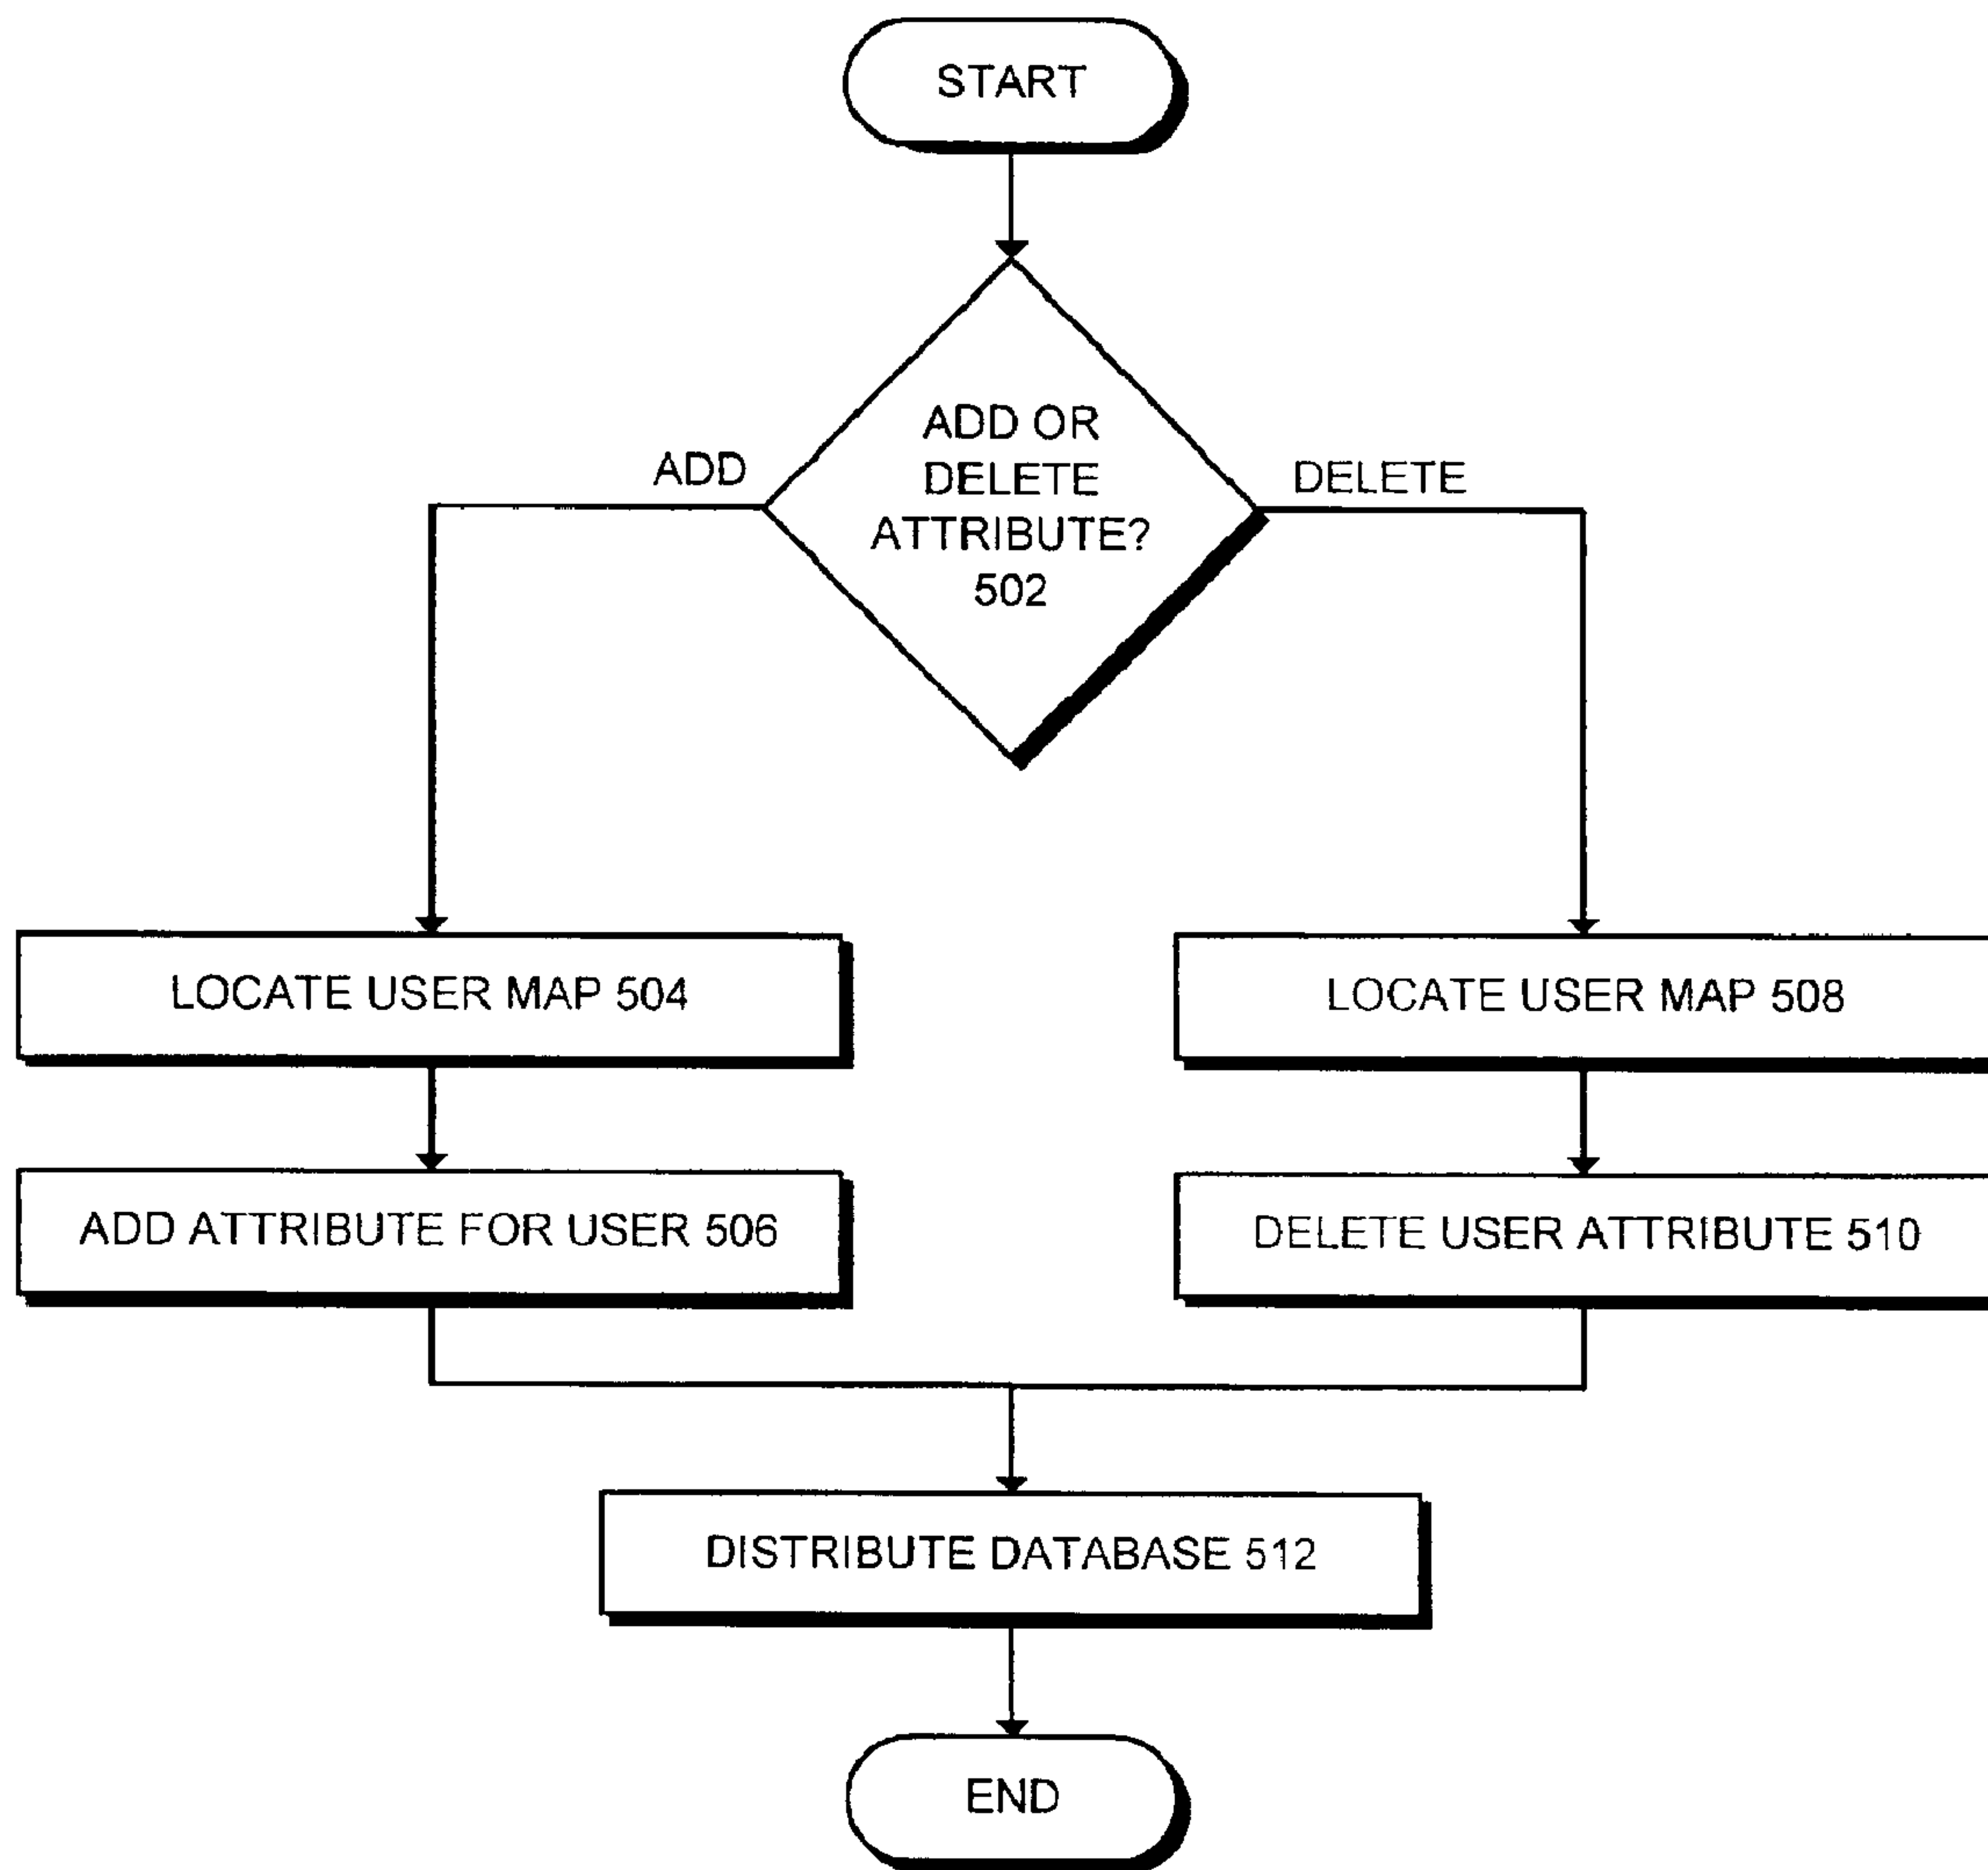 START
ADD OR
DELETE
ATTRIBUTE?
502
ADD
DELETE
LOCATE USER MAP 504
LOCATE USER MAP 508
ADD ATTRIBUTE FOR USER 506
DELETE USER ATTRIBUTE 510
DISTRIBUTE DATABASE 512
END